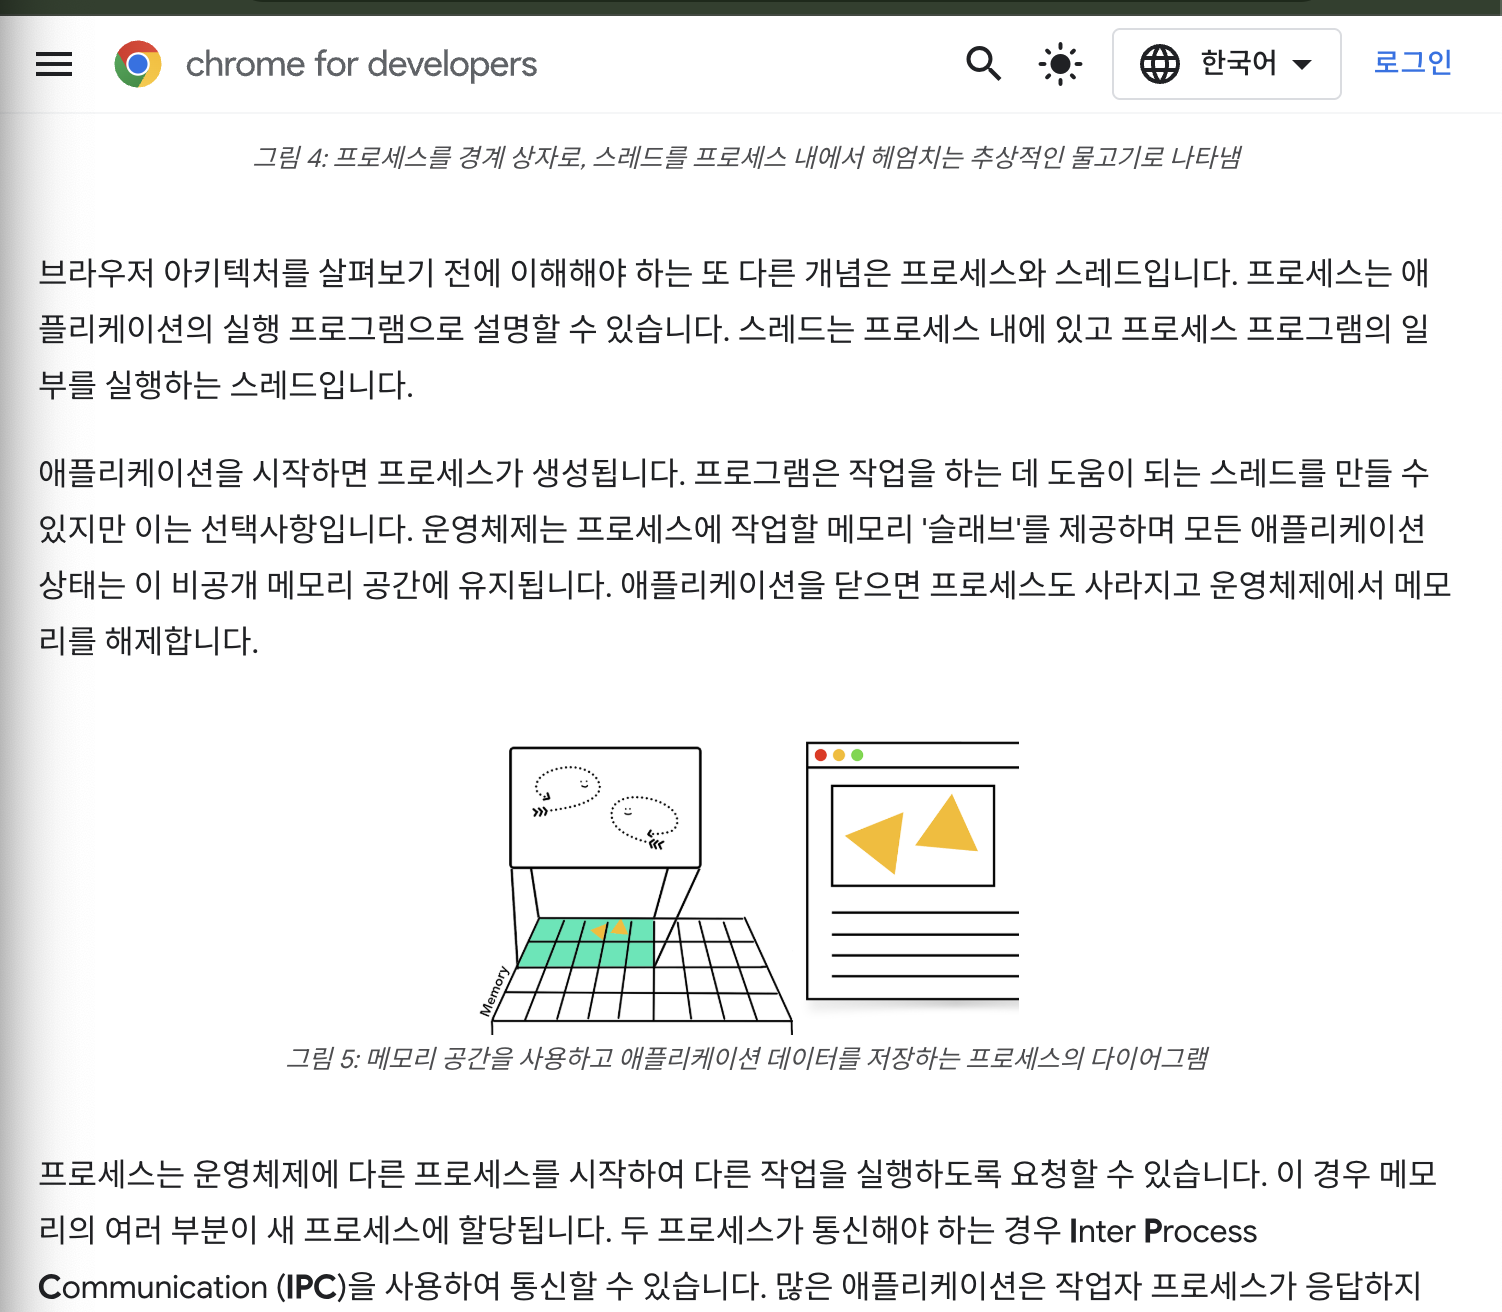 chrome for developers
한국어
로그인
그림 4: 프로세스를 경계 상자로, 스레드를 프로세스 내에서 헤엄치는 추상적인 물고기로 나타냄
브라우저 아키텍처를 살펴보기 전에 이해해야 하는 또 다른 개념은 프로세스와 스레드입니다. 프로세스는 애
플리케이션의 실행 프로그램으로 설명할 수 있습니다. 스레드는 프로세스 내에 있고 프로세스 프로그램의 일
부를 실행하는 스레드입니다.
애플리케이션을 시작하면 프로세스가 생성됩니다. 프로그램은 작업을 하는 데 도움이 되는 스레드를 만들 수
있지만 이는 선택사항입니다. 운영체제는 프로세스에 작업할 메모리 '슬래브'를 제공하며 모든 애플리케이션
상태는 이 비공개 메모리 공간에 유지됩니다. 애플리케이션을 닫으면 프로세스도 사라지고 운영체제에서 메모
리를 해제합니다.
Memory
그림 5: 메모리 공간을 사용하고 애플리케이션 데이터를 저장하는 프로세스의 다이어그램
프로세스는 운영체제에 다른 프로세스를 시작하여 다른 작업을 실행하도록 요청할 수 있습니다. 이 경우 메모
리의 여러 부분이 새 프로세스에 할당됩니다. 두 프로세스가 통신해야 하는 경우 Inter Process
Communication (IPC)을 사용하여 통신할 수 있습니다. 많은 애플리케이션은 작업자 프로세스가 응답하지